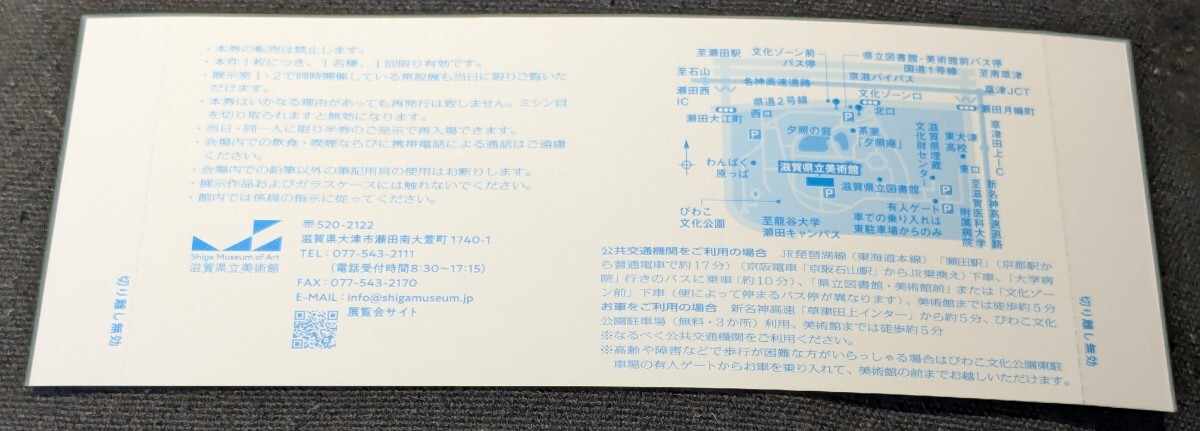 ・本券の転売は禁止します。
・本件1枚につき、1名様、1回限り有効です。
・展示室1・2で同時開催している常設展も当日に限りご覧いた
だけます。
・本券はいかなる理由があっても再発行は致しません。ミシン目
を切り取られますと無効になります。
・当日・同一人に限り半券のご呈示で再入場できます。
・会場内での飲食・喫煙ならびに携帯電話による通話はご遠慮
ください。
・会場内での鉛筆以外の筆記用具の使用はお断りします。
・展示作品およびガラスケースには触れないでください。
・館内では係員の指示に従ってください。
Shiga Museum of Art
滋賀県立美術館
〠520-2122
滋賀県大津市瀬田南大萱町1740-1
TEL:077-543-2111
(電話受付時間8:30~17:15)
FAX:077-543-2170
E-MAIL:info@shigamuseum.jp
展覧会サイト
切り離し無効
至瀬田駅
文化ゾーン前
バス停
県立図書館・美術館前バス停
国道1号線
至石山
名神高速道路
京滋バイパス
至南草津
瀬田西
IC
草津JCT
文化ゾーン口
県道2号線
瀬田大江町
西口
北口
瀬田月輪町
P
P
夕照の庭
茶室
「夕照庵」
滋賀県埋蔵
文化財センター
東大津
高校
草津田上IC
わんぱく
原っぱ
滋賀県立美術館
東口
P
滋賀県立図書館
P
びわこ
文化公園
至龍谷大学
瀬田キャンパス
有人ゲート
車での乗り入れは
東駐車場からのみ
P
至滋賀医科大学
附属病院
新名神高速道路
公共交通機関をご利用の場合 JR琵琶湖線(東海道本線)「瀬田駅」(京都駅か
ら普通電車で約17分)(京阪電車「京阪石山駅」からJR乗換え)下車、「大学病
院」行きのバスに乗車(約10分)、「県立図書館・美術館前」または「文化ゾー
ン前」下車(便によって停まるバス停が異なります)、美術館までは徒歩約5分
お車をご利用の場合 新名神高速「草津田上インター」から約5分、びわこ文化
公園駐車場(無料・3か所)利用、美術館までは徒歩約5分
※なるべく公共交通機関をご利用ください。
※高齢や障害などで歩行が困難な方がいらっしゃる場合はびわこ文化公園東駐
車場の有人ゲートからお車を乗り入れて、美術館の前までお越しいただけます。
切り離し無効